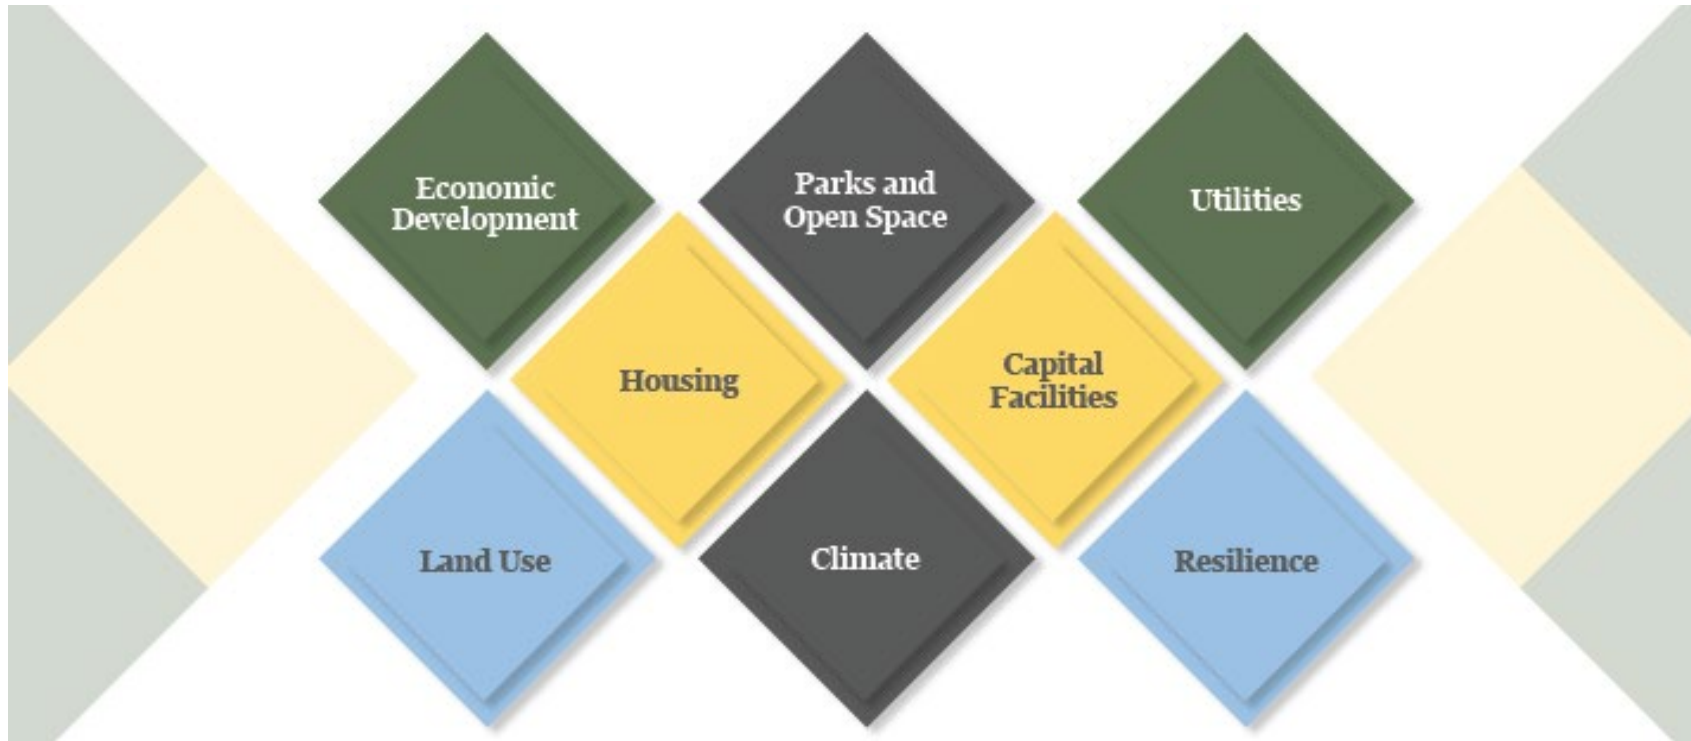 Economic
Development
Parks and
Open Space
Utilities
Housing
Capital
Facilities
Land Use
Climate
Resilience